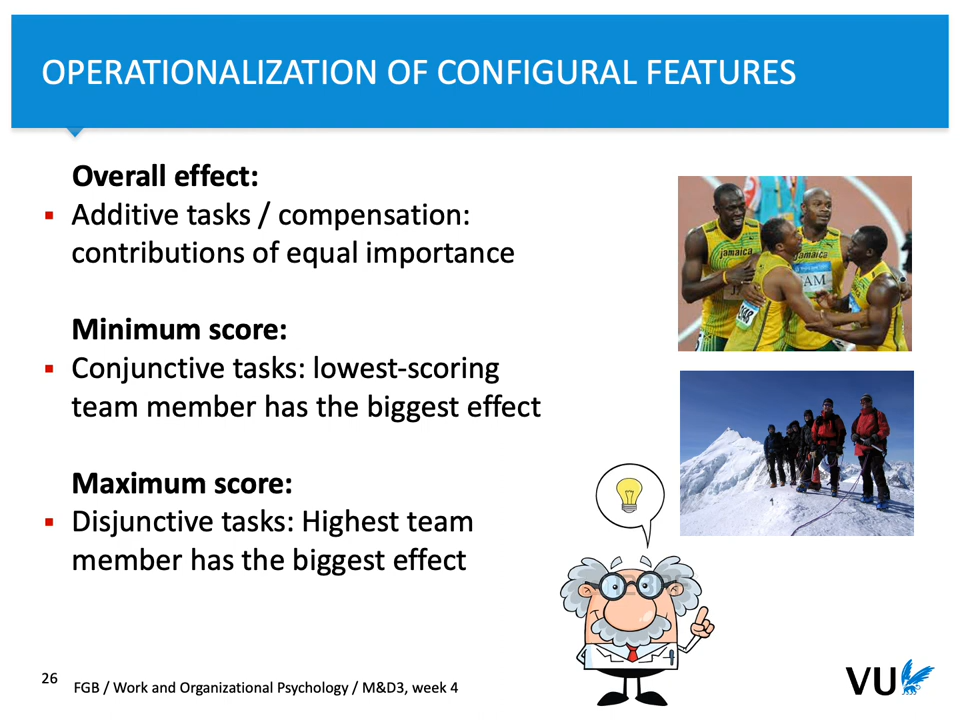 OPERATIONALIZATION OF CONFIGURAL FEATURES
Overall effect:
▪ Additive tasks / compensation:
contributions of equal importance
Minimum score:
▪ Conjunctive tasks: lowest-scoring
team member has the biggest effect
Maximum score:
▪ Disjunctive tasks: Highest team
member has the biggest effect
jamaica
jamaica
26
FGB / Work and Organizational Psychology / M&D3, week 4
VU